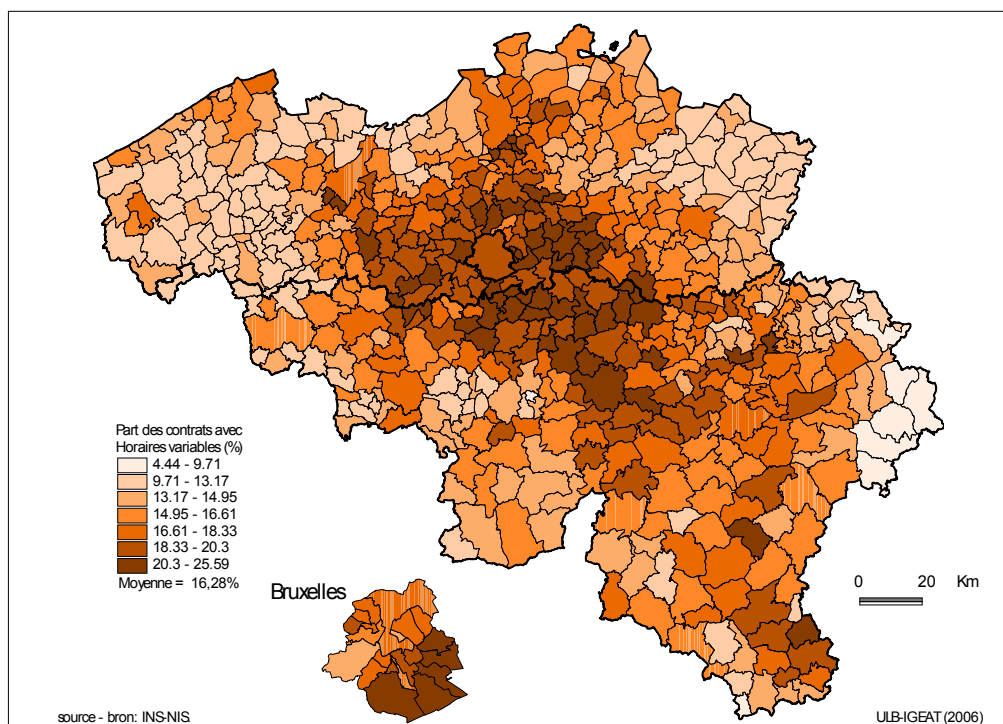 Part des contrats avec
Horaires variables (%)
4.44 - 9.71
9.71 - 13.17
13.17 - 14.95
14.95 - 16.61
16.61 - 18.33
18.33 - 20.3
20.3 - 25.59
Moyenne = 16,28%
Bruxelles
0 20 Km
source - bron: INS-NIS.
ULB-IGEAT (2006)